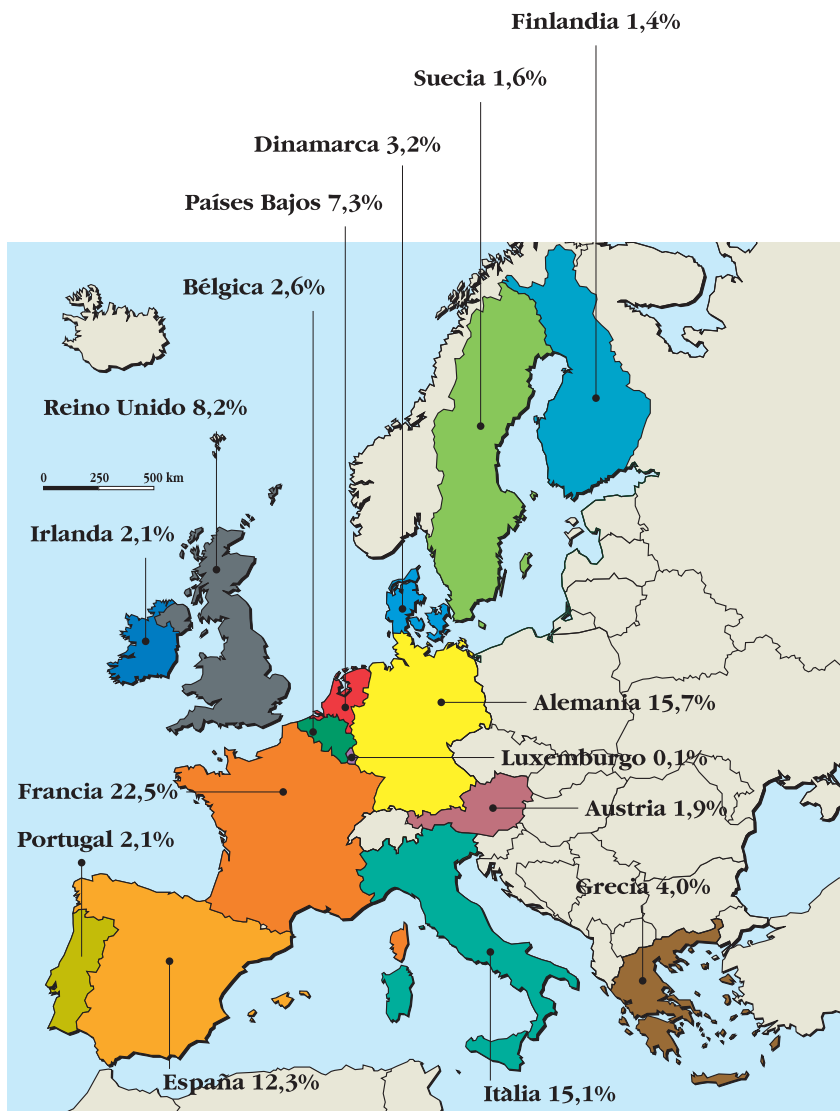 Finlandia 1,4%
Suecia 1,6%
Dinamarca 3,2%
Países Bajos 7,3%
Bélgica 2,6%
Reino Unido 8,2%
0 250 500 km
Irlanda 2,1%
Alemania 15,7%
Luxemburgo 0,1%
Francia 22,5%
Austria 1,9%
Portugal 2,1%
Grecia 4,0%
España 12,3%
Itàlia 15,1%